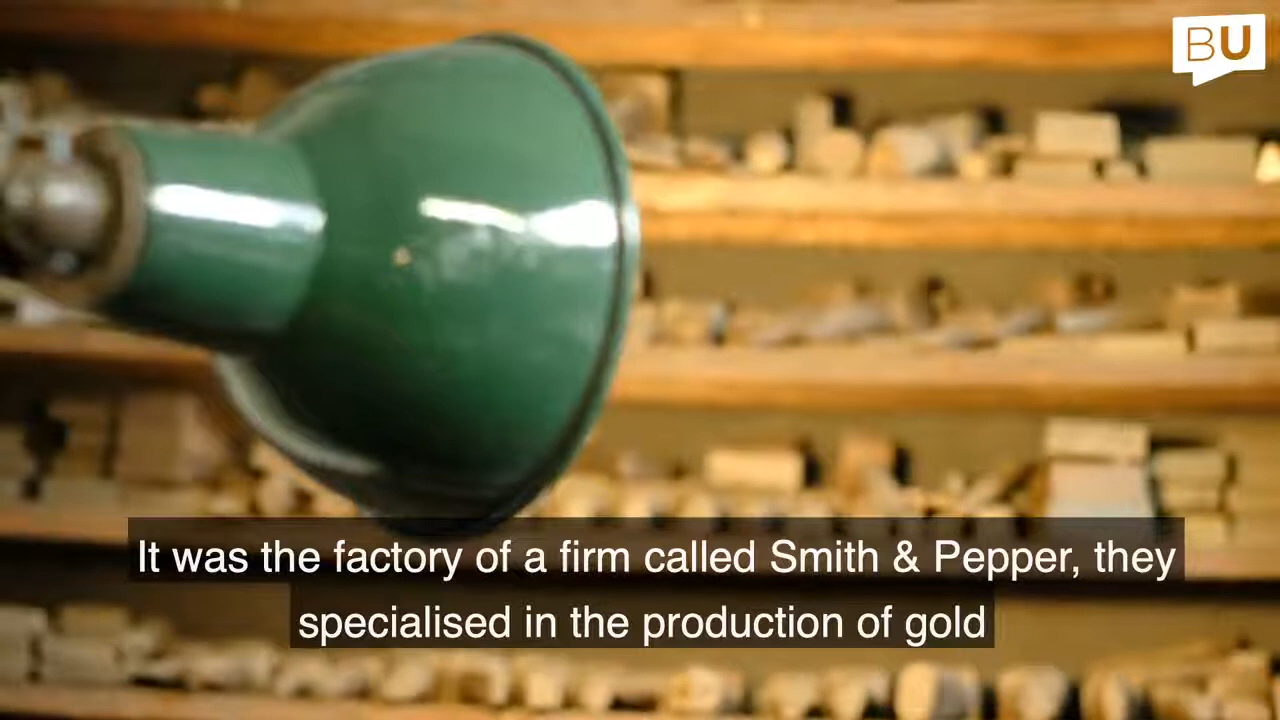 BU
It was the factory of a firm called Smith & Pepper, they
specialised in the production of gold